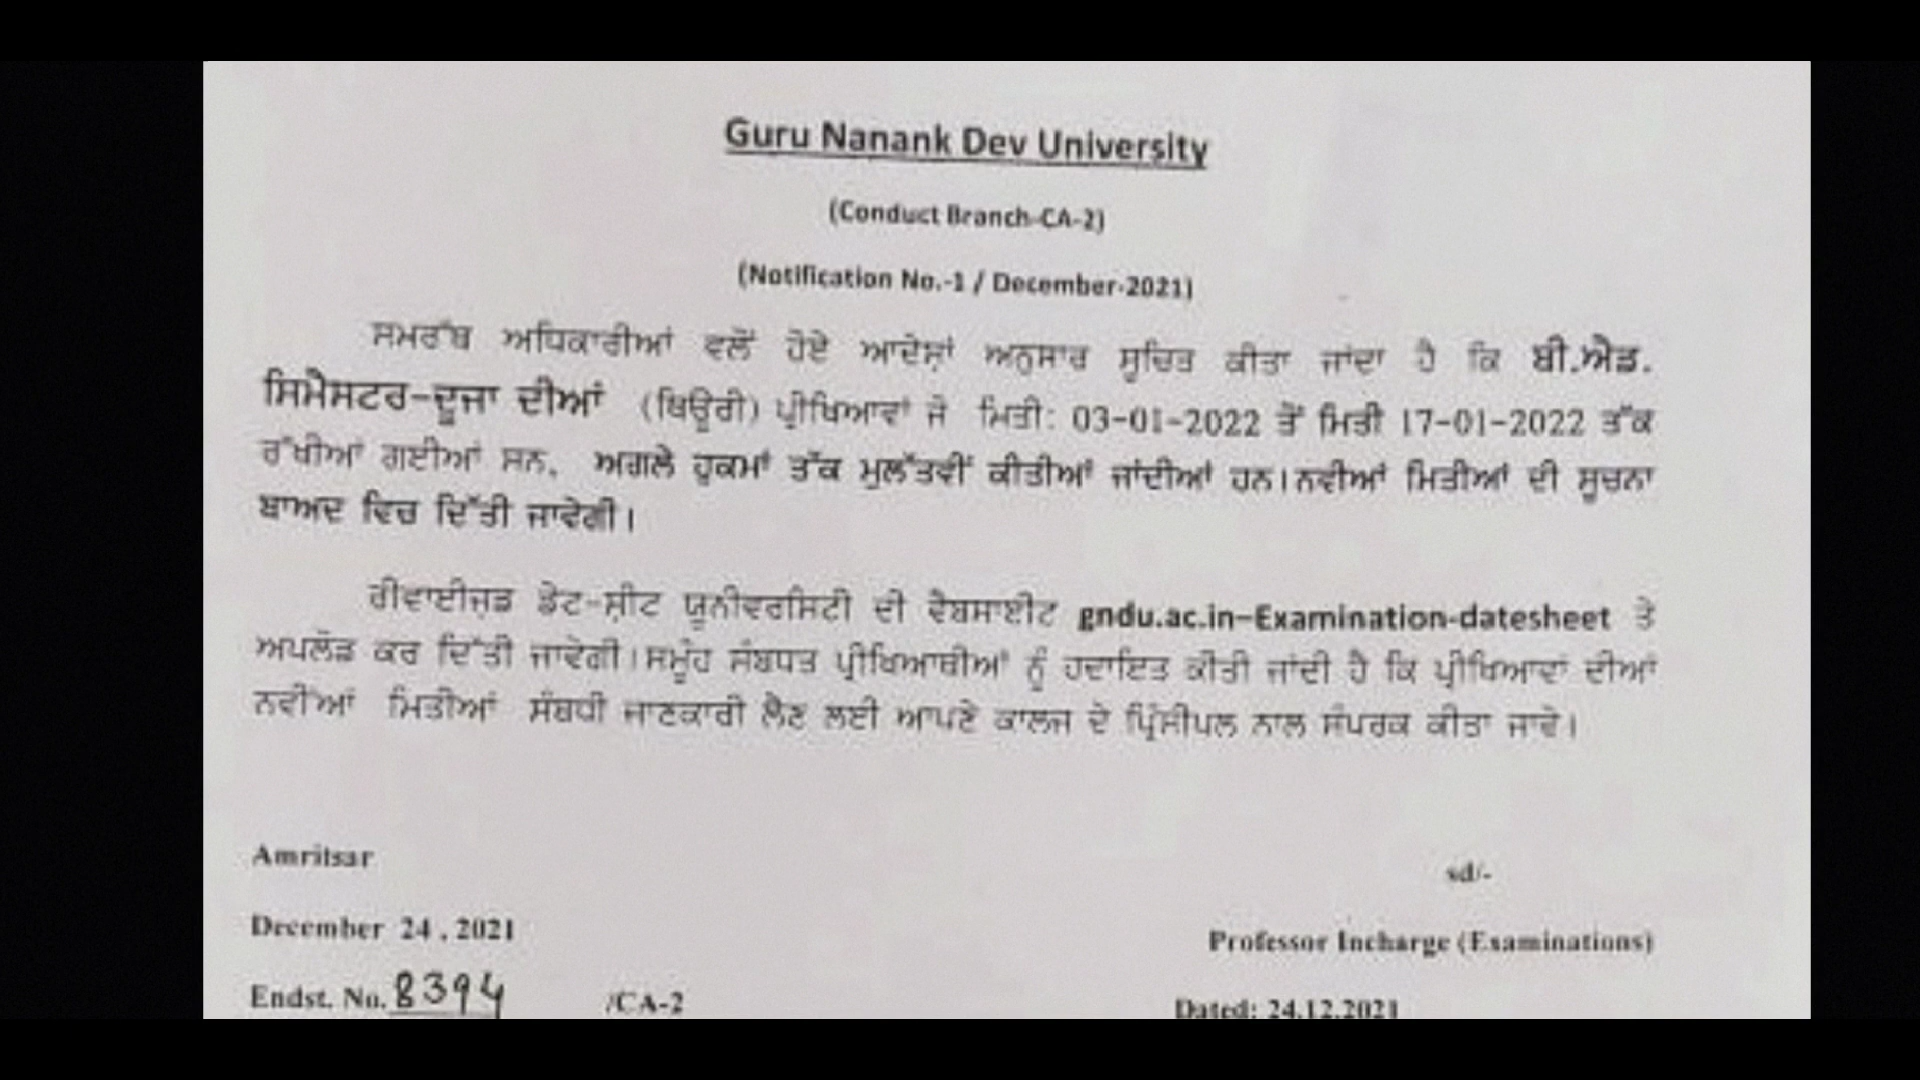 Guru Nanank Dev University
(Conduct Branch-CA-2)
(Notification No.-1 / December-2021)
ਸਮਰੱਥ ਅਧਿਕਾਰੀਆਂ ਵਲੋਂ ਹੋਏ ਆਦੇਸ਼ਾਂ ਅਨੁਸਾਰ ਸੂਚਿਤ ਕੀਤਾ ਜਾਂਦਾ ਹੈ ਕਿ ਬੀ.ਐਡ.
ਸਿਮੈਸਟਰ-ਦੂਜਾ ਦੀਆਂ (ਥਿਊਰੀ) ਪ੍ਰੀਖਿਆਵਾਂ ਜੋ ਮਿਤੀ: 03-01-2022 ਤੋਂ ਮਿਤੀ 17-01-2022 ਤੱਕ
ਰੱਖੀਆਂ ਗਈਆਂ ਸਨ, ਅਗਲੇ ਹੁਕਮਾਂ ਤੱਕ ਮੁਲੱਤਵੀਂ ਕੀਤੀਆਂ ਜਾਂਦੀਆਂ ਹਨ।ਨਵੀਆਂ ਮਿਤੀਆਂ ਦੀ ਸੂਚਨਾ
ਬਾਅਦ ਵਿਚ ਦਿੱਤੀ ਜਾਵੇਗੀ।
ਰੀਵਾਈਜ਼ਡ ਡੇਟ-ਸ਼ੀਟ ਯੂਨੀਵਰਸਿਟੀ ਦੀ ਵੈਬਸਾਈਟ gndu.ac.in–Examination-datesheet ਤੇ
ਅਪਲੋਡ ਕਰ ਦਿੱਤੀ ਜਾਵੇਗੀ।ਸਮੂੰਹ ਸੰਬਧਤ ਪ੍ਰੀਖਿਆਥੀਆਂ ਨੂੰ ਹਦਾਇਤ ਕੀਤੀ ਜਾਂਦੀ ਹੈ ਕਿ ਪ੍ਰੀਖਿਆਵਾਂ ਦੀਆਂ
ਨਵੀਆਂ ਮਿਤੀਆਂ ਸੰਬਧੀ ਜਾਣਕਾਰੀ ਲੈਣ ਲਈ ਆਪਣੇ ਕਾਲਜ ਦੇ ਪ੍ਰਿੰਸੀਪਲ ਨਾਲ ਸੰਪਰਕ ਕੀਤਾ ਜਾਵੇ।
Amritsar
sd/-
December 24 , 2021
Professor Incharge (Examinations)
Endst. No. 8394 /CA-2
Dated: 24.12.2021